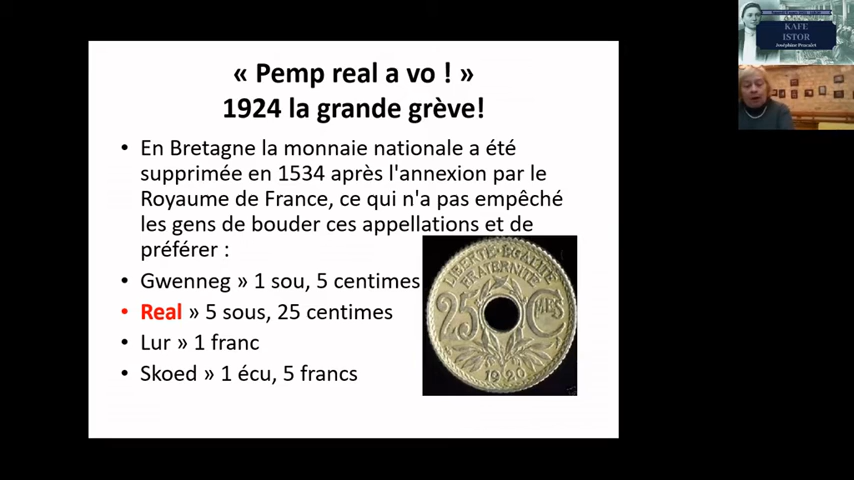 « Pemp real a vo ! »
1924 la grande grève!
• En Bretagne la monnaie nationale a été
supprimée en 1534 après l'annexion par le
Royaume de France, ce qui n'a pas empêché
les gens de bouder ces appellations et de
préférer :
• Gwenneg » 1 sou, 5 centimes
• Real » 5 sous, 25 centimes
• Lur » 1 franc
• Skoed » 1 écu, 5 francs
LIBERTE·EGALITE
FRATERNITE
25 CMES
1920
KAFE
ISTOR
Joséphine Pencalet